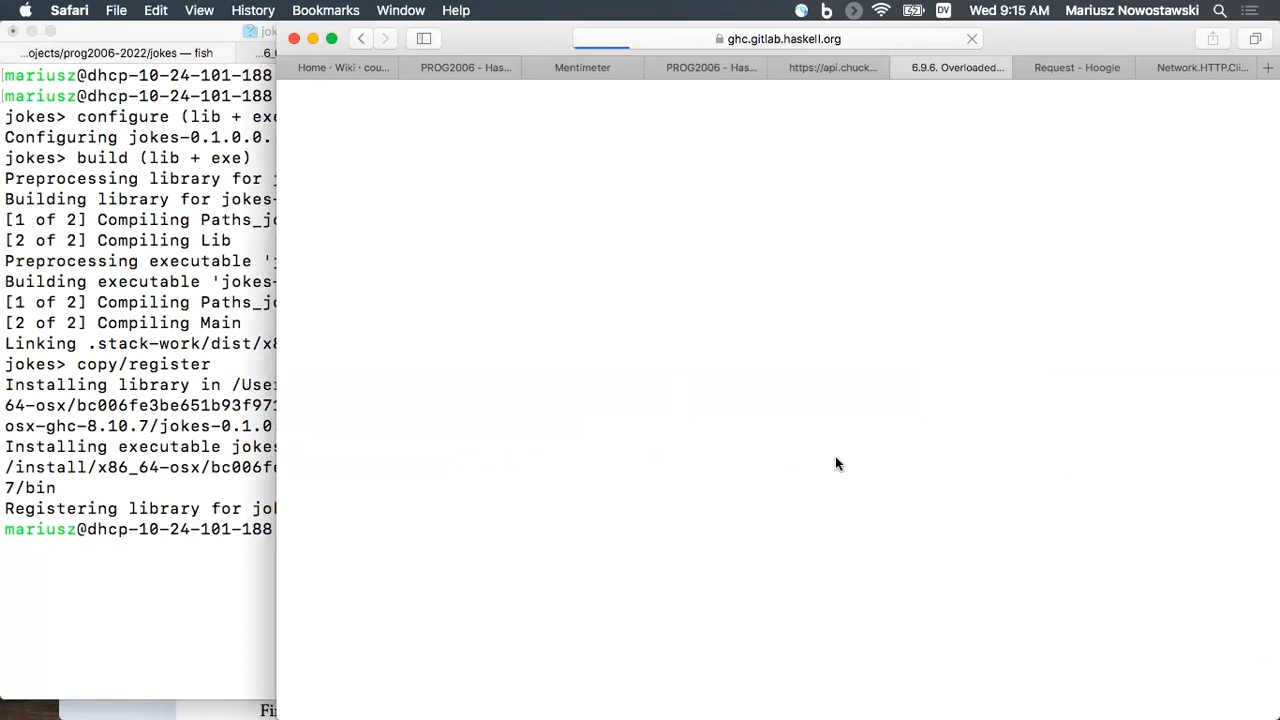 Safari File Edit View History Bookmarks Window Help DV Wed 9:15 AM Mariusz Nowostawski
jok
...ojects/prog2006-2022/jokes — fish
ghc.gitlab.haskell.org
Home · Wiki · cou... PROG2006 - Has... Mentimeter PROG2006 - Has... https://api.chuck... 6.9.6. Overloaded... Request - Hoogle Network.HTTP.Cli...
mariusz@dhcp-10-24-101-188
mariusz@dhcp-10-24-101-188
jokes> configure (lib + exe
Configuring jokes-0.1.0.0.
jokes> build (lib + exe)
Preprocessing library for j
Building library for jokes-
[1 of 2] Compiling Paths_jo
[2 of 2] Compiling Lib
Preprocessing executable 'j
Building executable 'jokes-
[1 of 2] Compiling Paths_jo
[2 of 2] Compiling Main
Linking .stack-work/dist/x8
jokes> copy/register
Installing library in /User
64-osx/bc006fe3be651b93f971
osx-ghc-8.10.7/jokes-0.1.0.
Installing executable jokes
/install/x86_64-osx/bc006fe
7/bin
Registering library for jok
mariusz@dhcp-10-24-101-188